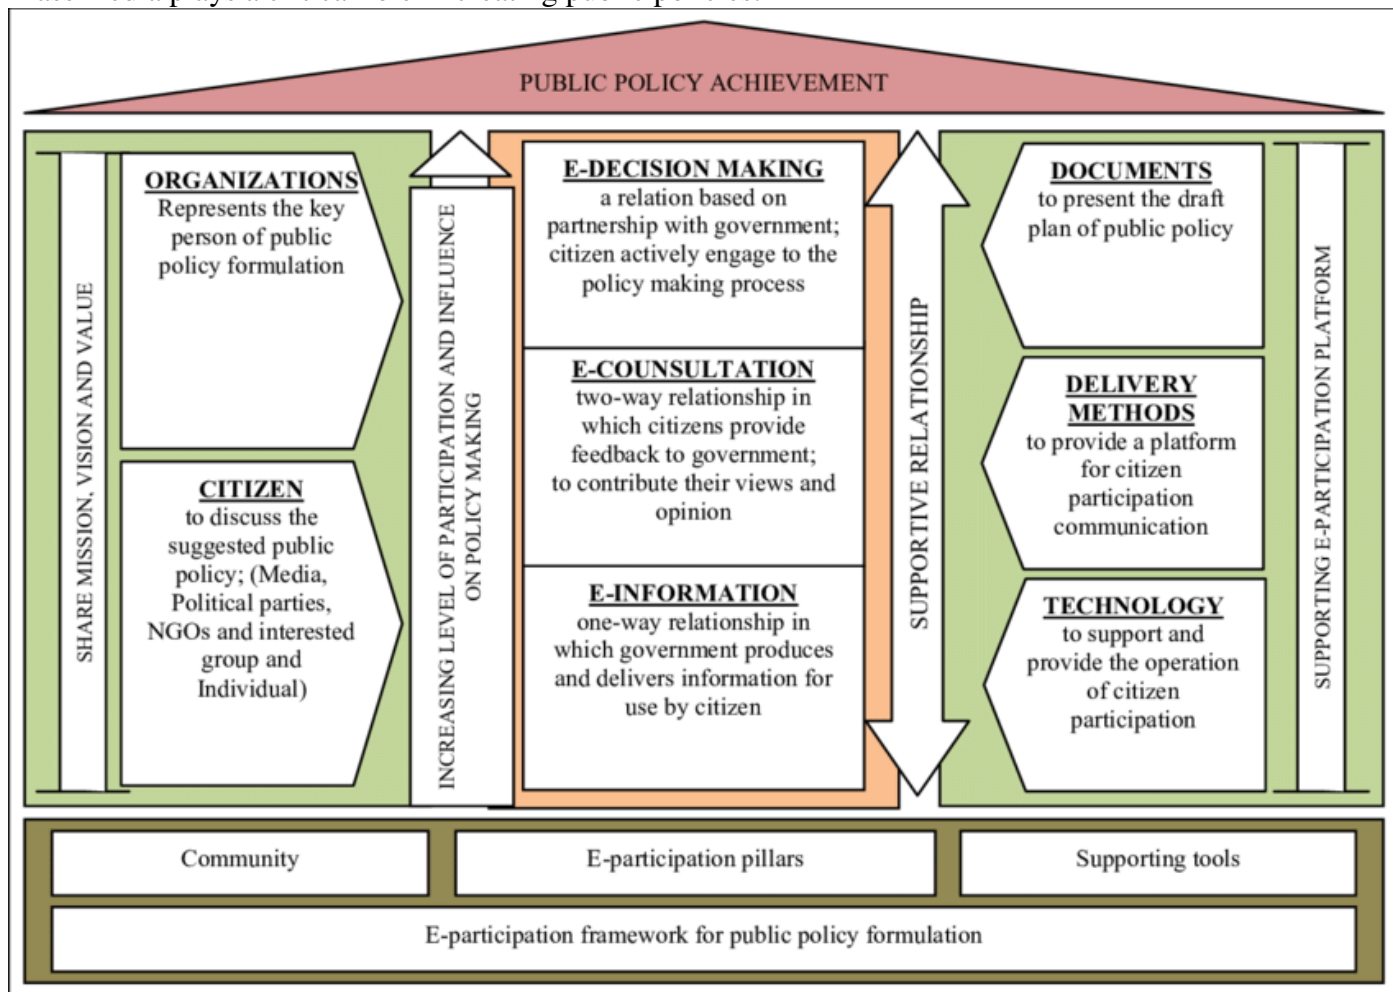 PUBLIC POLICY ACHIEVEMENT
SHARE MISSION, VISION AND VALUE
ORGANIZATIONS
Represents the key
person of public
policy formulation
CITIZEN
to discuss the
suggested public
policy; (Media,
Political parties,
NGOs and interested
group and
Individual)
INCREASING LEVEL OF PARTICIPATION AND INFLUENCE
ON POLICY MAKING
E-DECISION MAKING
a relation based on
partnership with government;
citizen actively engage to the
policy making process
E-COUNSULTATION
two-way relationship in
which citizens provide
feedback to government;
to contribute their views and
opinion
E-INFORMATION
one-way relationship in
which government produces
and delivers information for
use by citizen
SUPPORTIVE RELATIONSHIP
DOCUMENTS
to present the draft
plan of public policy
DELIVERY
METHODS
to provide a platform
for citizen
participation
communication
TECHNOLOGY
to support and
provide the operation
of citizen
participation
SUPPORTING E-PARTICIPATION PLATFORM
Community
E-participation pillars
Supporting tools
E-participation framework for public policy formulation